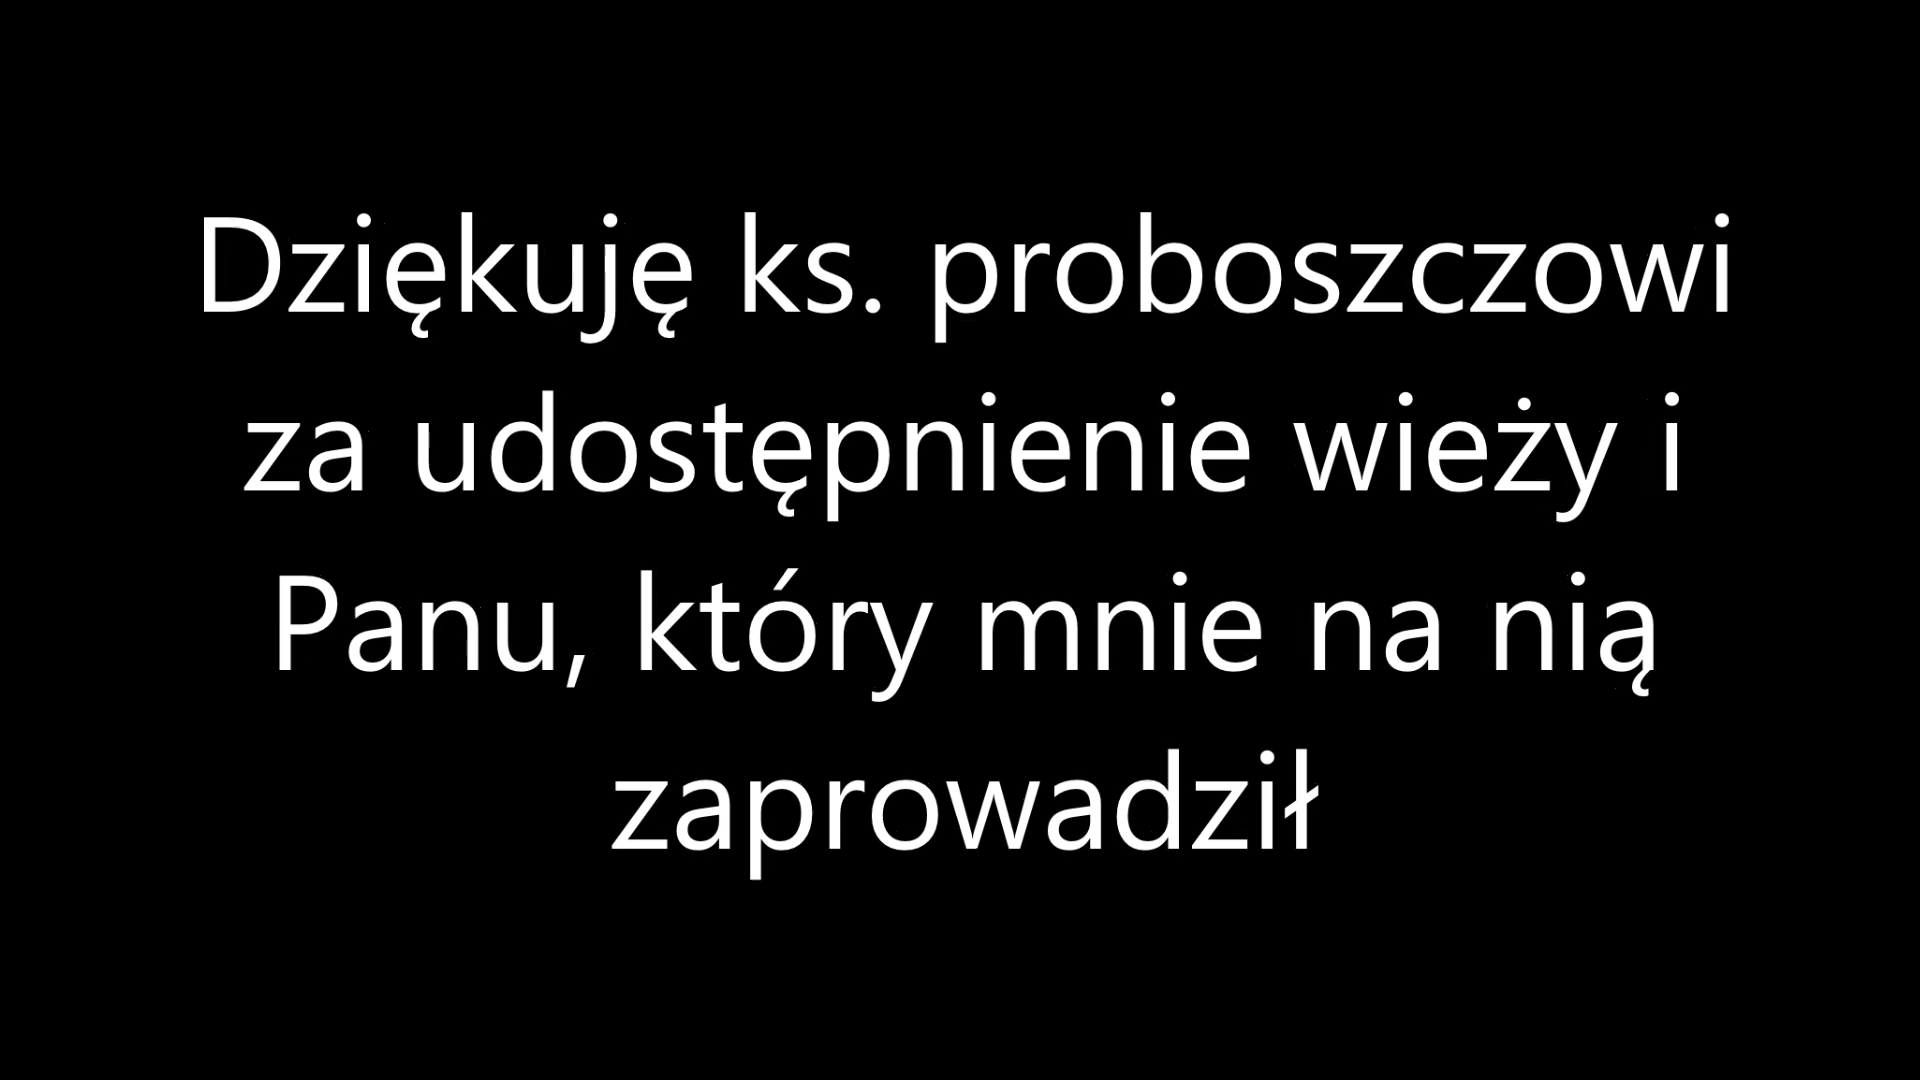 Dziękuję ks. proboszczowi
za udostępnienie wieży i
Panu, który mnie na nią
zaprowadził